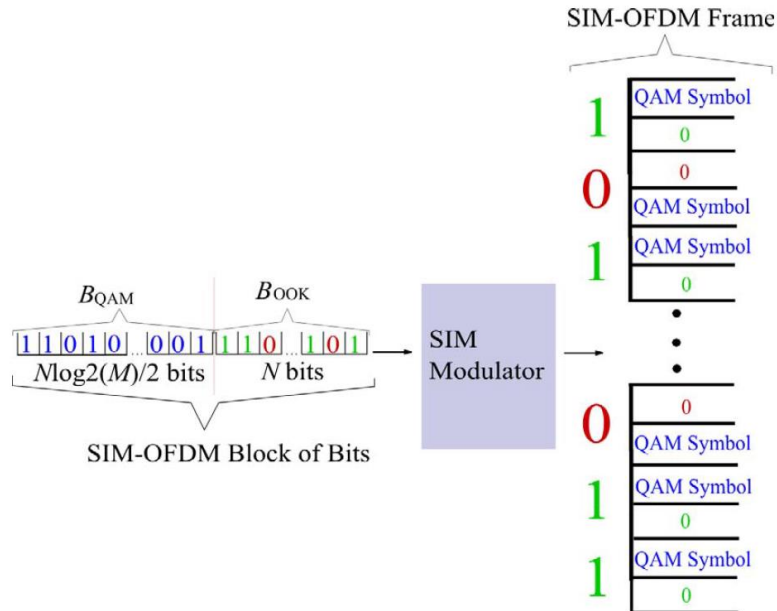 SIM-OFDM Frame
1
QAM Symbol
0
0
0
QAM Symbol
1
QAM Symbol
0
BQAM
BOOK
1 1 0 1 0 ... 0 0 1 1 1 0 ... 1 0 1
Nlog2(M)/2 bits
N bits
SIM-OFDM Block of Bits
SIM
Modulator
0
0
QAM Symbol
1
QAM Symbol
0
1
QAM Symbol
0